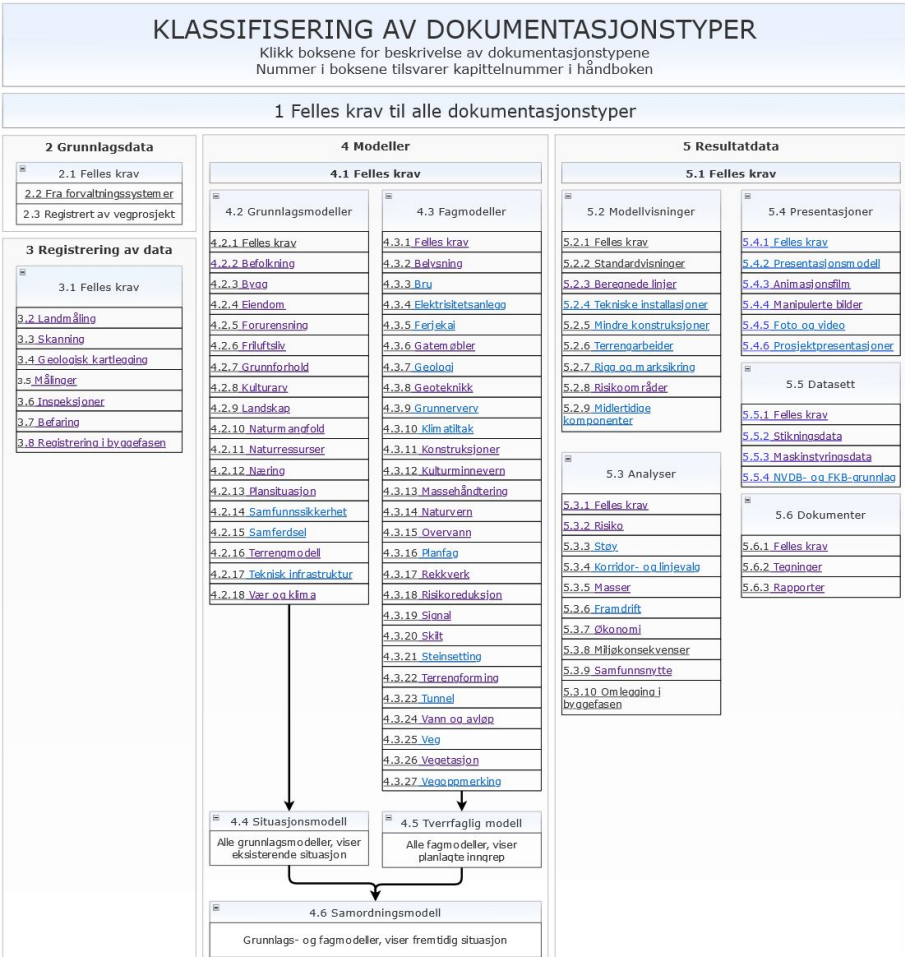 KLASSIFISERING AV DOKUMENTASJONSTYPER
Klikk boksene for beskrivelse av dokumentasjonstypene
Nummer i boksene tilsvarer kapittelnummer i håndboken
1 Felles krav til alle dokumentasjonstyper
2 Grunnlagsdata
2.1 Felles krav
2.2 Fra forvaltningssystemer
2.3 Registrert av vegprosjekt
3 Registrering av data
3.1 Felles krav
3.2 Landmåling
3.3 Skanning
3.4 Geologisk kartlegging
3.5 Målinger
3.6 Inspeksjoner
3.7 Befaring
3.8 Registrering i byggefasen
4 Modeller
4.1 Felles krav
4.2 Grunnlagsmodeller
4.2.1 Felles krav
4.2.2 Befolkning
4.2.3 Bygg
4.2.4 Eiendom
4.2.5 Forurensning
4.2.6 Friluftsliv
4.2.7 Grunnforhold
4.2.8 Kulturarv
4.2.9 Landskap
4.2.10 Naturmangfold
4.2.11 Naturressurser
4.2.12 Næring
4.2.13 Plansituasjon
4.2.14 Samfunnssikkerhet
4.2.15 Samferdsel
4.2.16 Terrengmodell
4.2.17 Teknisk infrastruktur
4.2.18 Vær og klima
4.3 Fagmodeller
4.3.1 Felles krav
4.3.2 Belysning
4.3.3 Bru
4.3.4 Elektrisitetsanlegg
4.3.5 Ferjekai
4.3.6 Gatemøbler
4.3.7 Geologi
4.3.8 Geoteknikk
4.3.9 Grunnerverv
4.3.10 Klimatiltak
4.3.11 Konstruksjoner
4.3.12 Kulturminnevern
4.3.13 Massehåndtering
4.3.14 Naturvern
4.3.15 Overvann
4.3.16 Planfag
4.3.17 Rekkverk
4.3.18 Risikoreduksjon
4.3.19 Signal
4.3.20 Skilt
4.3.21 Steinsetting
4.3.22 Terrengforming
4.3.23 Tunnel
4.3.24 Vann og avløp
4.3.25 Veg
4.3.26 Vegetasjon
4.3.27 Vegoppmerking
4.4 Situasjonsmodell
Alle grunnlagsmodeller, viser
eksisterende situasjon
4.5 Tverrfaglig modell
Alle fagmodeller, viser
planlagte inngrep
4.6 Samordningsmodell
Grunnlags- og fagmodeller, viser fremtidig situasjon
5 Resultatdata
5.1 Felles krav
5.2 Modellvisninger
5.2.1 Felles krav
5.2.2 Standardvisninger
5.2.3 Beregnede linjer
5.2.4 Tekniske installasjoner
5.2.5 Mindre konstruksjoner
5.2.6 Terrengarbeider
5.2.7 Rigg og marksikring
5.2.8 Risikoområder
5.2.9 Midlertidige
komponenter
5.3 Analyser
5.3.1 Felles krav
5.3.2 Risiko
5.3.3 Støy
5.3.4 Korridor- og linjevalg
5.3.5 Masser
5.3.6 Framdrift
5.3.7 Økonomi
5.3.8 Miljøkonsekvenser
5.3.9 Samfunnsnytte
5.3.10 Omlegging i
byggefasen
5.4 Presentasjoner
5.4.1 Felles krav
5.4.2 Presentasjonsmodell
5.4.3 Animasjonsfilm
5.4.4 Manipulerte bilder
5.4.5 Foto og video
5.4.6 Prosjektpresentasjoner
5.5 Datasett
5.5.1 Felles krav
5.5.2 Stikningsdata
5.5.3 Maskinstyringsdata
5.5.4 NVDB- og FKB-grunnlag
5.6 Dokumenter
5.6.1 Felles krav
5.6.2 Tegninger
5.6.3 Rapporter